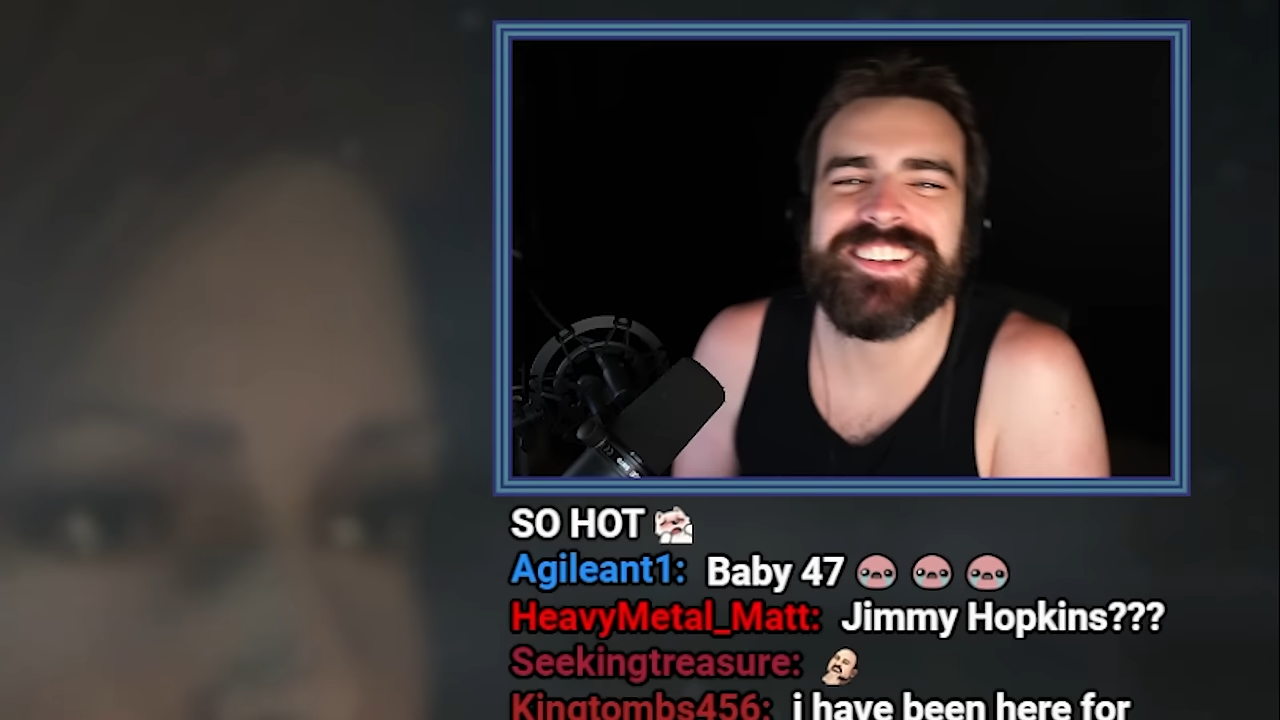 SO HOT
Agileant1: Baby 47
HeavyMetal_Matt: Jimmy Hopkins???
Seekingtreasure:
Kingtombs456: i have been here for